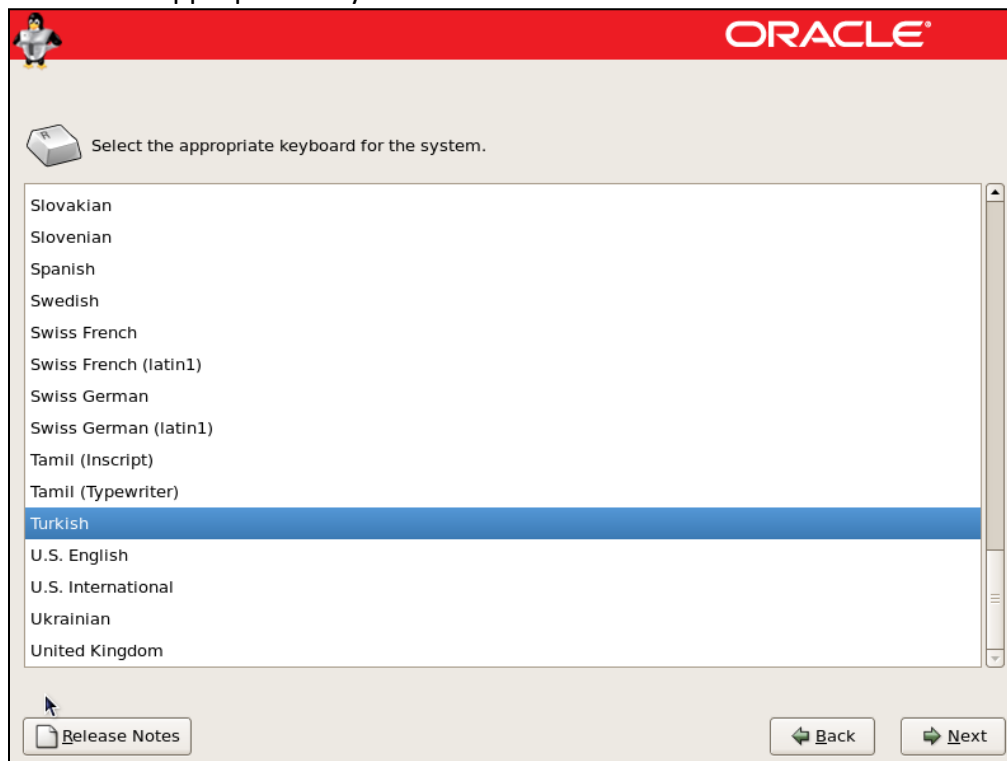 ORACLE®
R
Select the appropriate keyboard for the system.
Slovakian
Slovenian
Spanish
Swedish
Swiss French
Swiss French (latin1)
Swiss German
Swiss German (latin1)
Tamil (Inscript)
Tamil (Typewriter)
Turkish
U.S. English
U.S. International
Ukrainian
United Kingdom
Release Notes
Back
Next